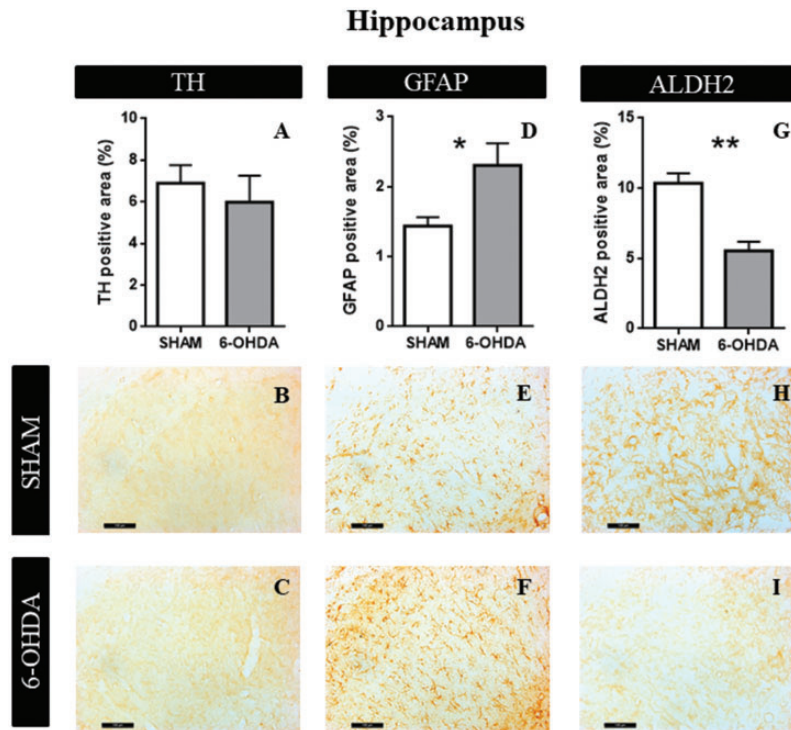 Hippocampus
TH
GFAP
ALDH2
A
TH positive area (%)
10
8
6
4
2
0
SHAM
6-OHDA
D
*
GFAP positive area (%)
3
2
1
0
SHAM
6-OHDA
G
**
ALDH2 positive area (%)
15
10
5
0
SHAM
6-OHDA
SHAM
B
E
H
6-OHDA
C
F
I